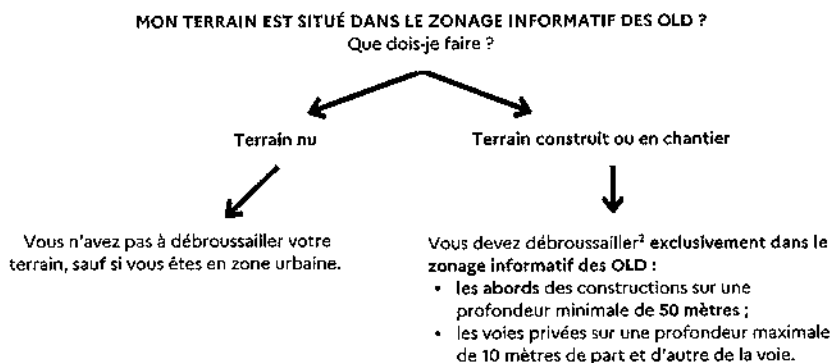 MON TERRAIN EST SITUÉ DANS LE ZONAGE INFORMATIF DES OLD ?
Que dois-je faire ?
Terrain nu
Terrain construit ou en chantier
Vous n'avez pas à débroussailler votre
terrain, sauf si vous êtes en zone urbaine.
Vous devez débroussailler² exclusivement dans le
zonage informatif des OLD :
• les abords des constructions sur une
profondeur minimale de 50 mètres ;
• les voies privées sur une profondeur maximale
de 10 mètres de part et d'autre de la voie.